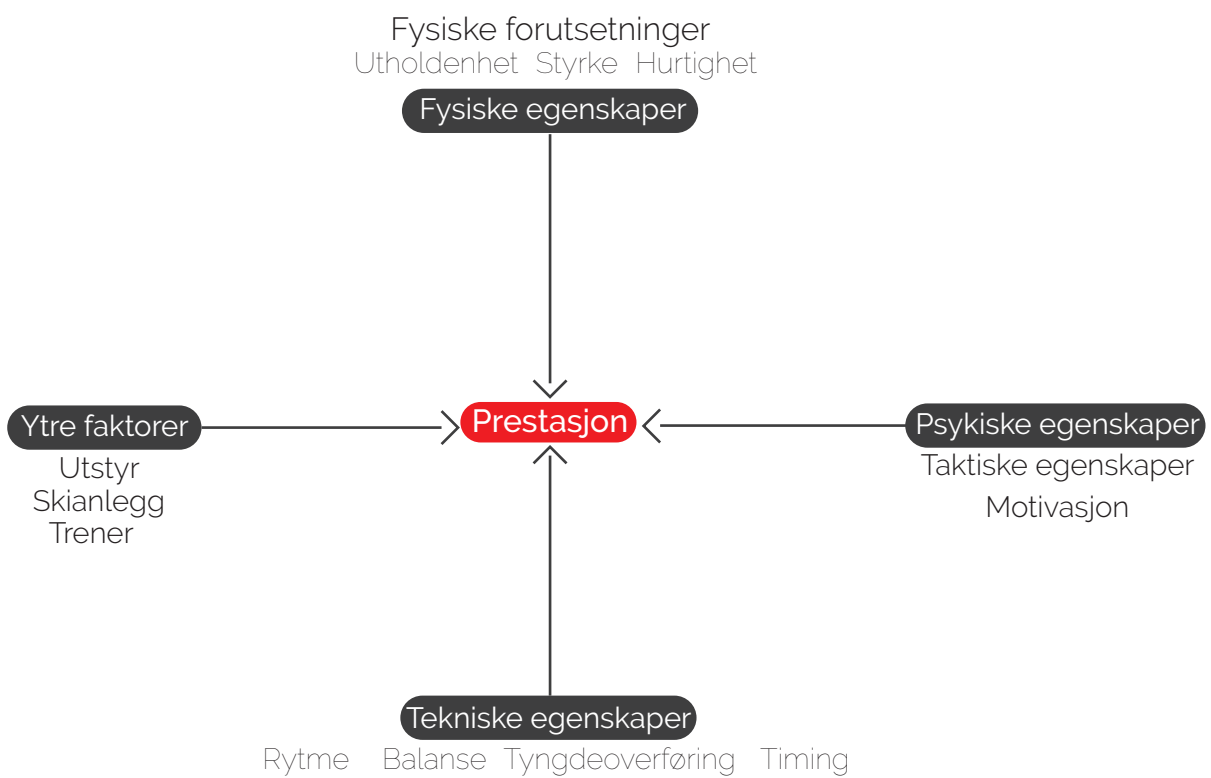 Fysiske forutsetninger
Utholdenhet Styrke Hurtighet
Fysiske egenskaper
Ytre faktorer
Utstyr
Skianlegg
Trener
Prestasjon
Psykiske egenskaper
Taktiske egenskaper
Motivasjon
Tekniske egenskaper
Rytme Balanse Tyngdeoverføring Timing